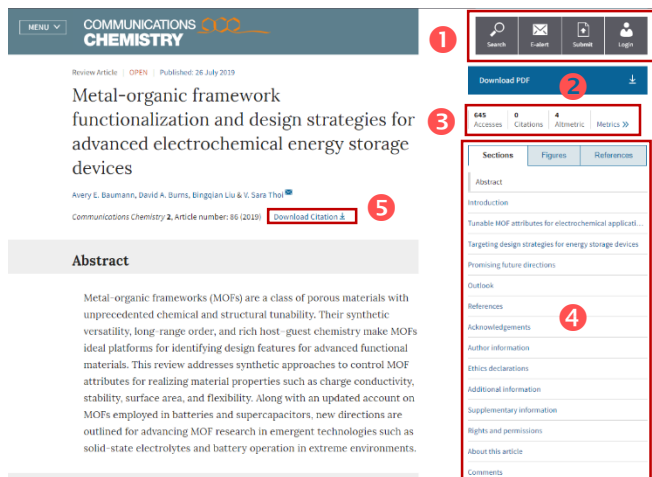 MENU
COMMUNICATIONS
CHEMISTRY
1
Search
E-alert
Submit
Login
Review Article | OPEN | Published: 26 July 2019
Metal-organic framework
functionalization and design strategies for
advanced electrochemical energy storage
devices
Avery E. Baumann, David A. Burns, Bingqian Liu & V. Sara Thoi
Communications Chemistry 2, Article number: 86 (2019)
Download Citation
5
Abstract
Metal-organic frameworks (MOFs) are a class of porous materials with
unprecedented chemical and structural tunability. Their synthetic
versatility, long-range order, and rich host–guest chemistry make MOFs
ideal platforms for identifying design features for advanced functional
materials. This review addresses synthetic approaches to control MOF
attributes for realizing material properties such as charge conductivity,
stability, surface area, and flexibility. Along with an updated account on
MOFs employed in batteries and supercapacitors, new directions are
outlined for advancing MOF research in emergent technologies such as
solid-state electrolytes and battery operation in extreme environments.
Download PDF
2
3
645 Accesses
0 Citations
4 Altmetric
Metrics »
Sections
Figures
References
Abstract
Introduction
Tunable MOF attributes for electrochemical applicati...
Targeting design strategies for energy storage devices
Promising future directions
Outlook
References
4
Acknowledgements
Author information
Ethics declarations
Additional information
Supplementary information
Rights and permissions
About this article
Comments